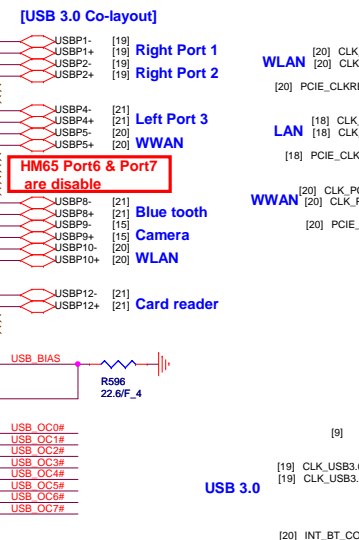 [USB 3.0 Co-layout]
USBP1- [19]
USBP1+ [19] Right Port 1
USBP2- [19]
USBP2+ [19] Right Port 2
USBP4- [21]
USBP4+ [21] Left Port 3
USBP5- [20]
USBP5+ [20] WWAN
HM65 Port6 & Port7
are disable
USBP8- [21]
USBP8+ [21] Blue tooth
USBP9- [15]
USBP9+ [15] Camera
USBP10- [20]
USBP10+ [20] WLAN
USBP12- [21]
USBP12+ [21] Card reader
USB_BIAS
R596
22.6/F_4
USB_OC0#
USB_OC1#
USB_OC2#
USB_OC3#
USB_OC4#
USB_OC5#
USB_OC6#
USB_OC7#
[20] CLK_
WLAN [20] CLK
[20] PCIE_CLKR
[18] CLK_
LAN [18] CLK_
[18] PCIE_CLK
[20] CLK_P
WWAN [20] CLK_
[20] PCIE_
[9]
[19] CLK_USB3.
USB 3.0 [19] CLK_USB3.
[20] INT_BT_CO